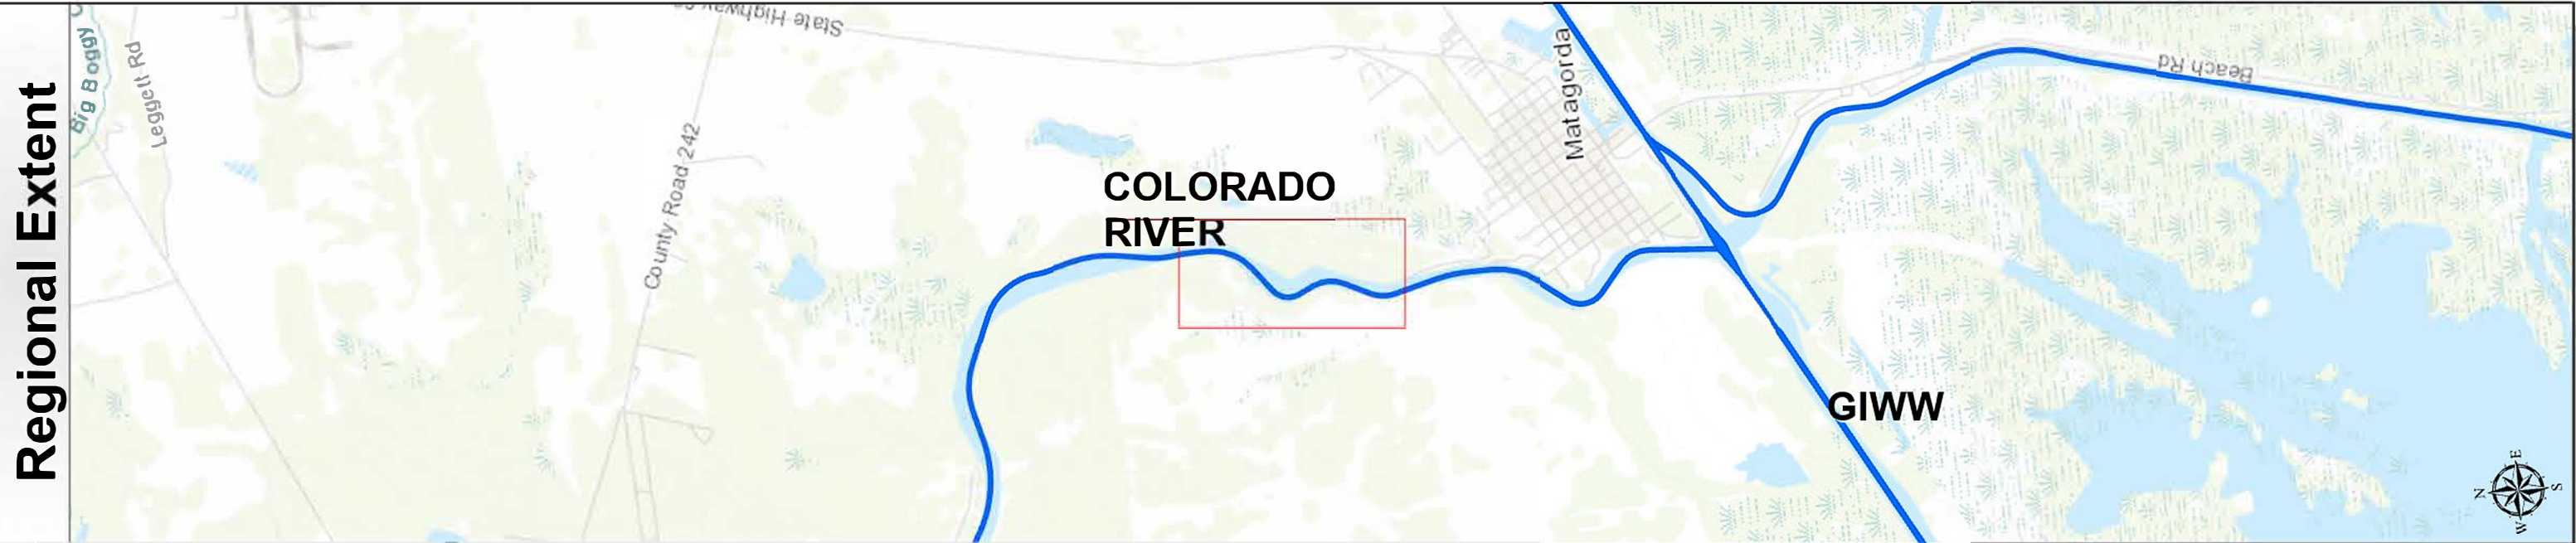 Regional Extent
Big Boggy
Leggett Rd
State Highway
County Road 242
COLORADO
RIVER
Matagorda
Beach Rd
GIWW
E
N
S
W